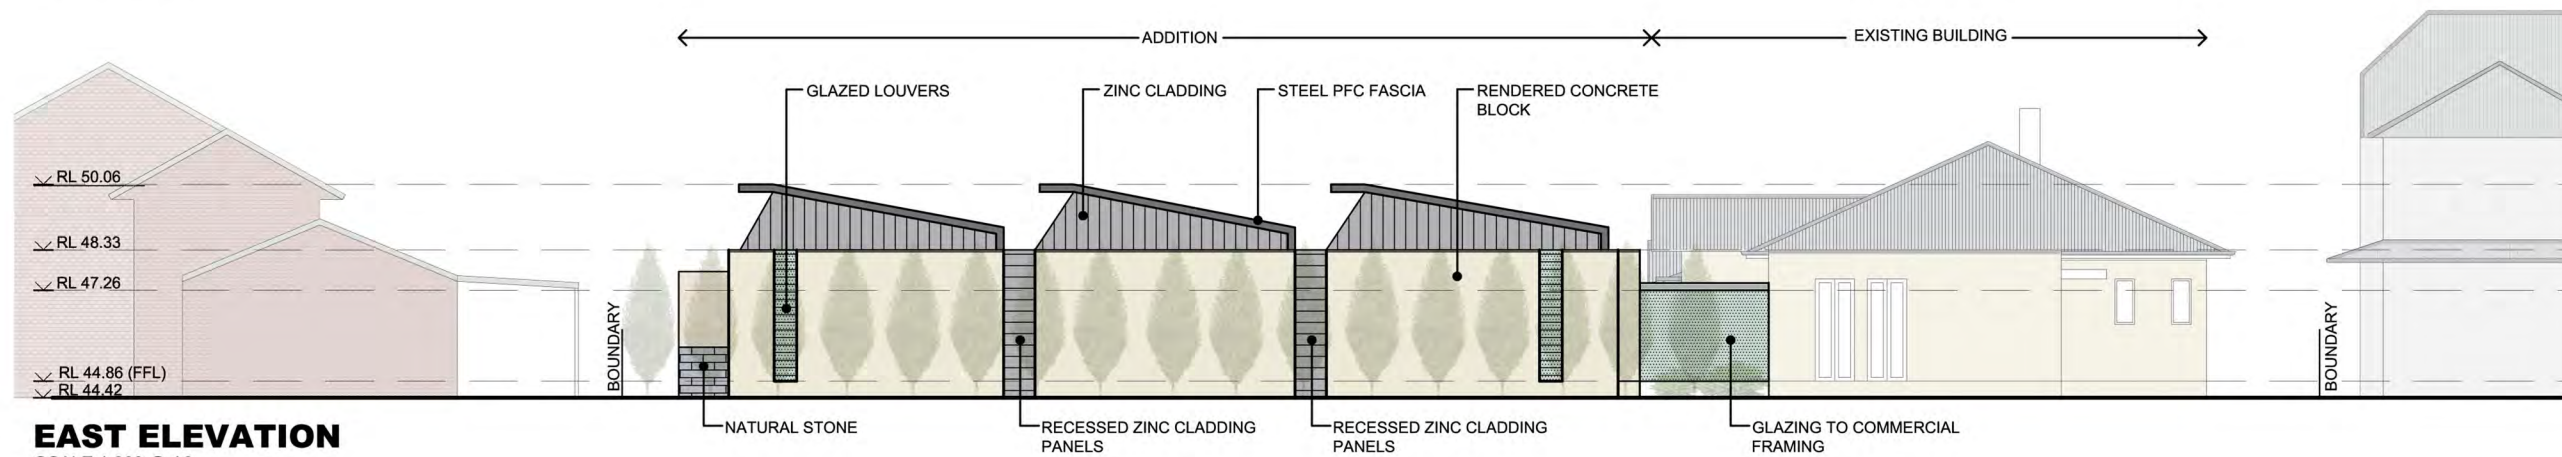 ADDITION
EXISTING BUILDING
GLAZED LOUVERS
ZINC CLADDING
STEEL PFC FASCIA
RENDERED CONCRETE
BLOCK
RL 50.06
RL 48.33
RL 47.26
RL 44.86 (FFL)
RL 44.42
BOUNDARY
BOUNDARY
NATURAL STONE
RECESSED ZINC CLADDING
PANELS
RECESSED ZINC CLADDING
PANELS
GLAZING TO COMMERCIAL
FRAMING
EAST ELEVATION